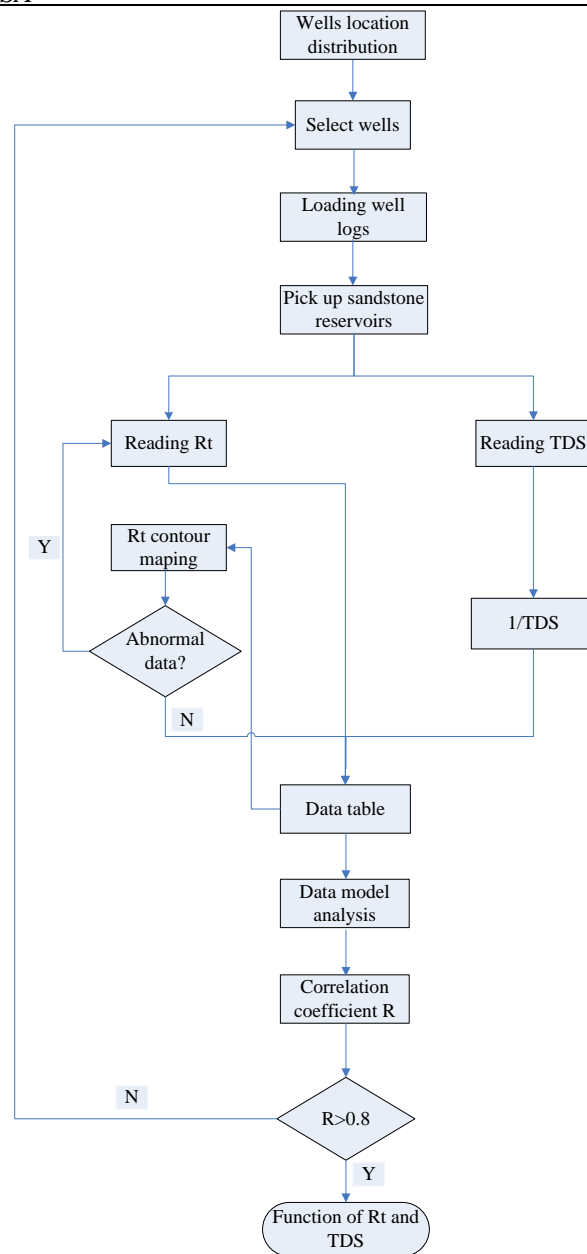 Wells location
distribution
Select wells
Loading well
logs
Pick up sandstone
reservoirs
Reading Rt
Reading TDS
Y
Rt contour
maping
1/TDS
Abnormal
data?
N
Data table
Data model
analysis
Correlation
coefficient R
N
R>0.8
Y
Function of Rt and
TDS